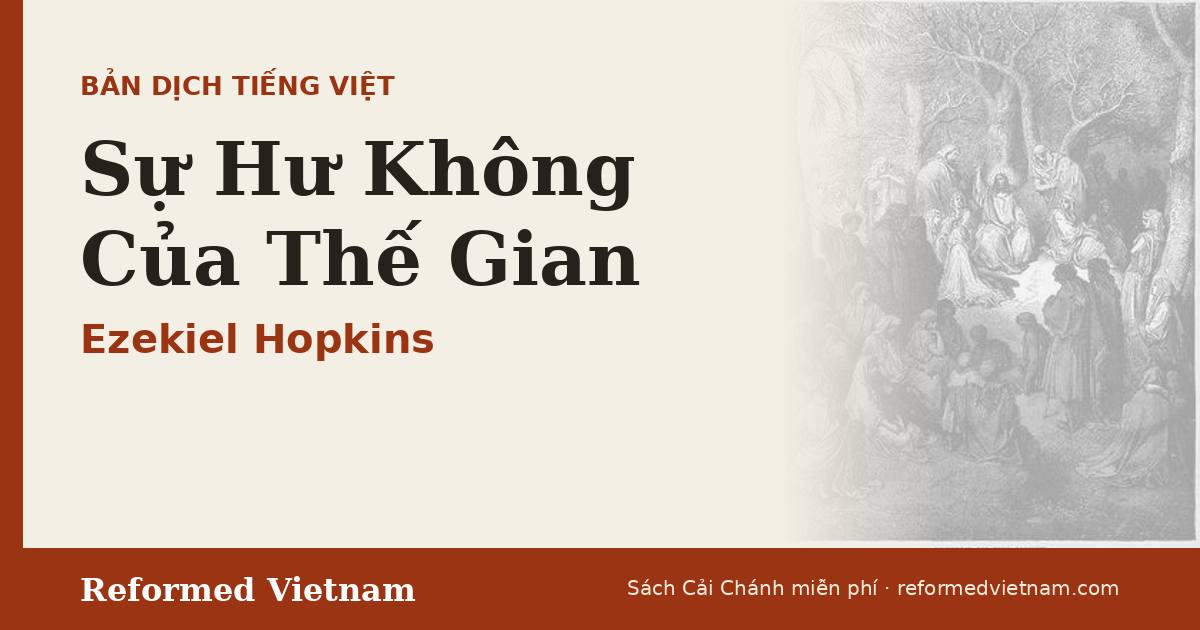 BẢN DỊCH TIẾNG VIỆT
Sự Hư Không
Của Thế Gian
Ezekiel Hopkins
Reformed Vietnam
Sách Cải Chánh miễn phí · reformedvietnam.com